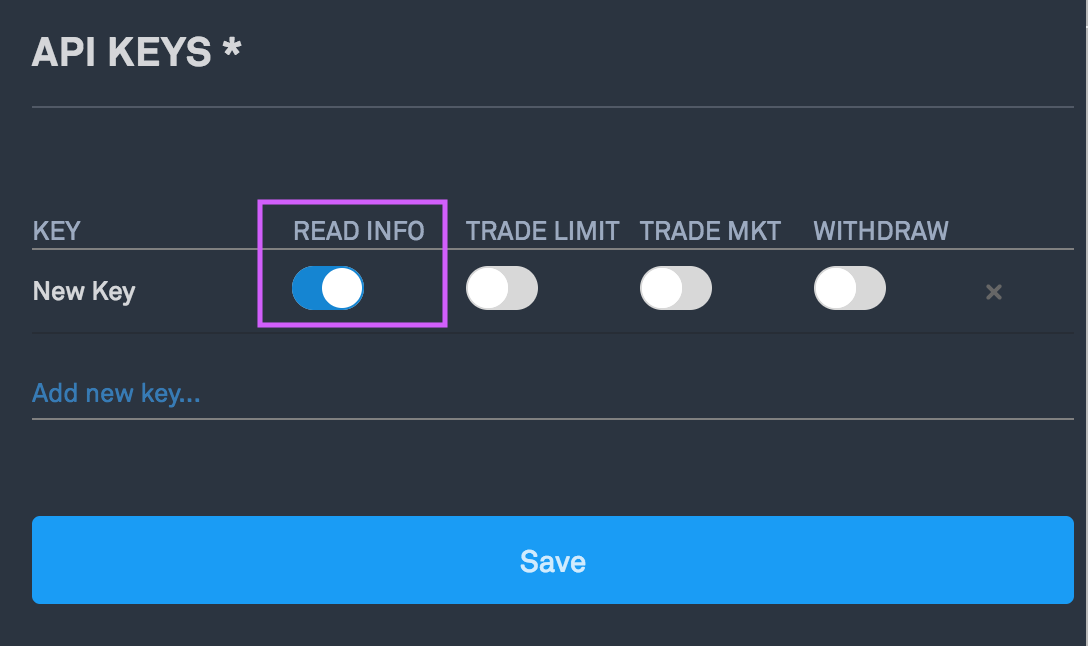 API KEYS *
KEY READ INFO TRADE LIMIT TRADE MKT WITHDRAW
New Key
Add new key...
Save